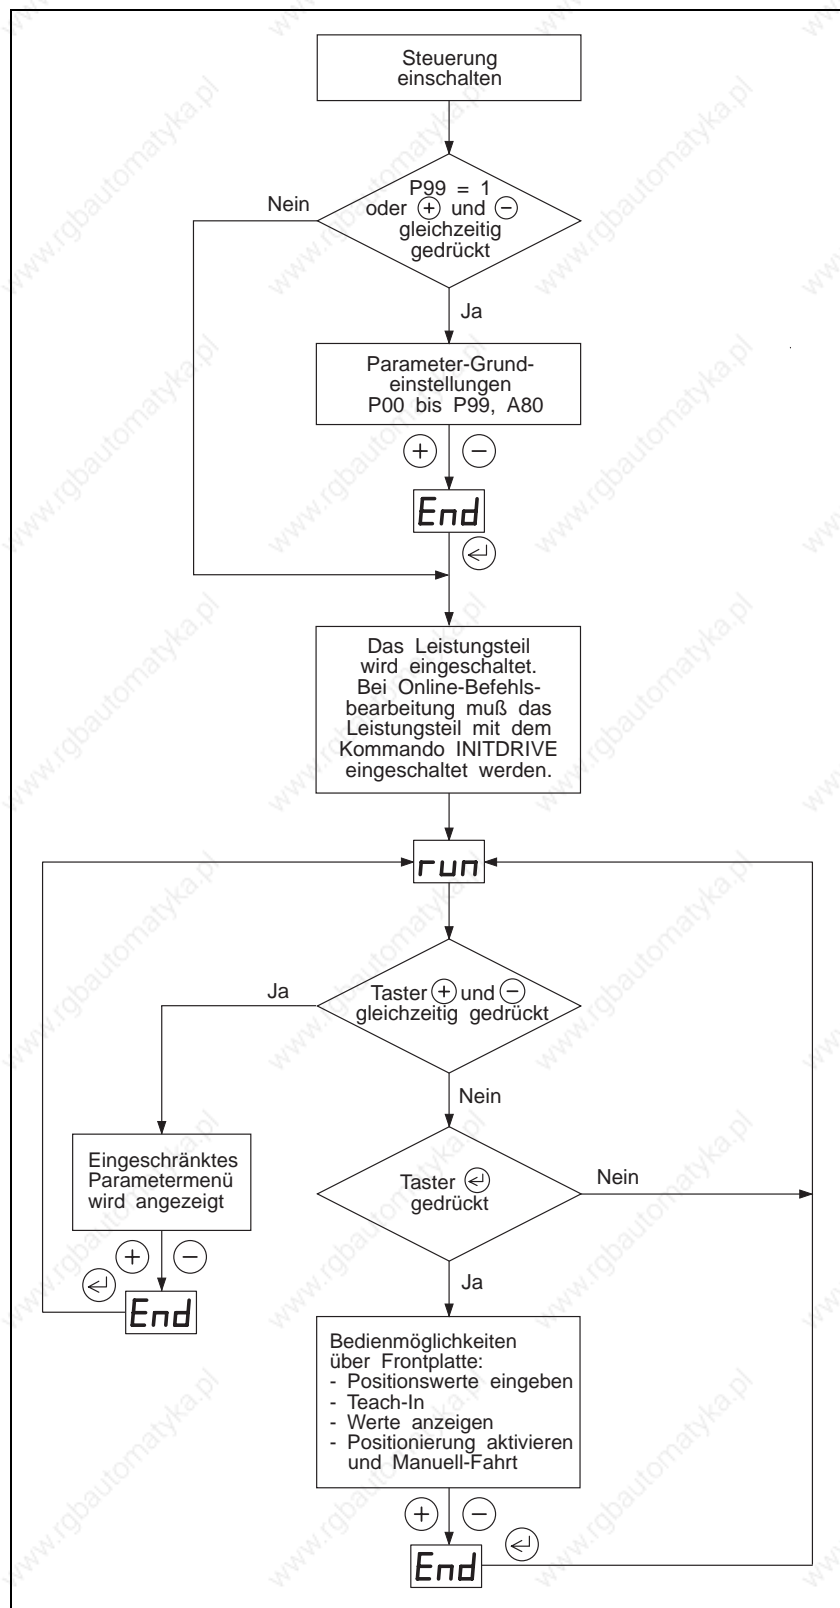 Steuerung
einschalten
P99 = 1
oder + und -
gleichzeitig
gedrückt
Nein
Ja
Parameter-Grund-
einstellungen
P00 bis P99, A80
+ -
End
Das Leistungsteil
wird eingeschaltet.
Bei Online-Befehls-
bearbeitung muß das
Leistungsteil mit dem
Kommando INITDRIVE
eingeschaltet werden.
run
Taster + und -
gleichzeitig gedrückt
Ja
Nein
Eingeschränktes
Parametermenü
wird angezeigt
+ -
End
Taster
gedrückt
Nein
Ja
Bedienmöglichkeiten
über Frontplatte:
- Positionswerte eingeben
- Teach-In
- Werte anzeigen
- Positionierung aktivieren
und Manuell-Fahrt
+ -
End
www.rgbautomatyka.pl